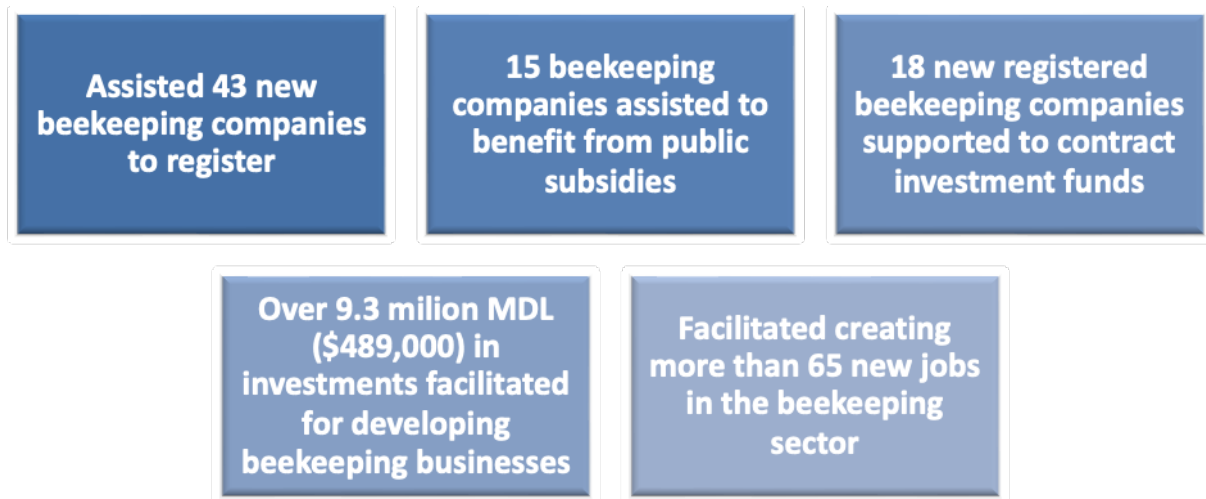 Assisted 43 new
beekeeping companies
to register
15 beekeeping
companies assisted to
benefit from public
subsidies
18 new registered
beekeeping companies
supported to contract
investment funds
Over 9.3 milion MDL
($489,000) in
investments facilitated
for developing
beekeeping businesses
Facilitated creating
more than 65 new jobs
in the beekeeping
sector